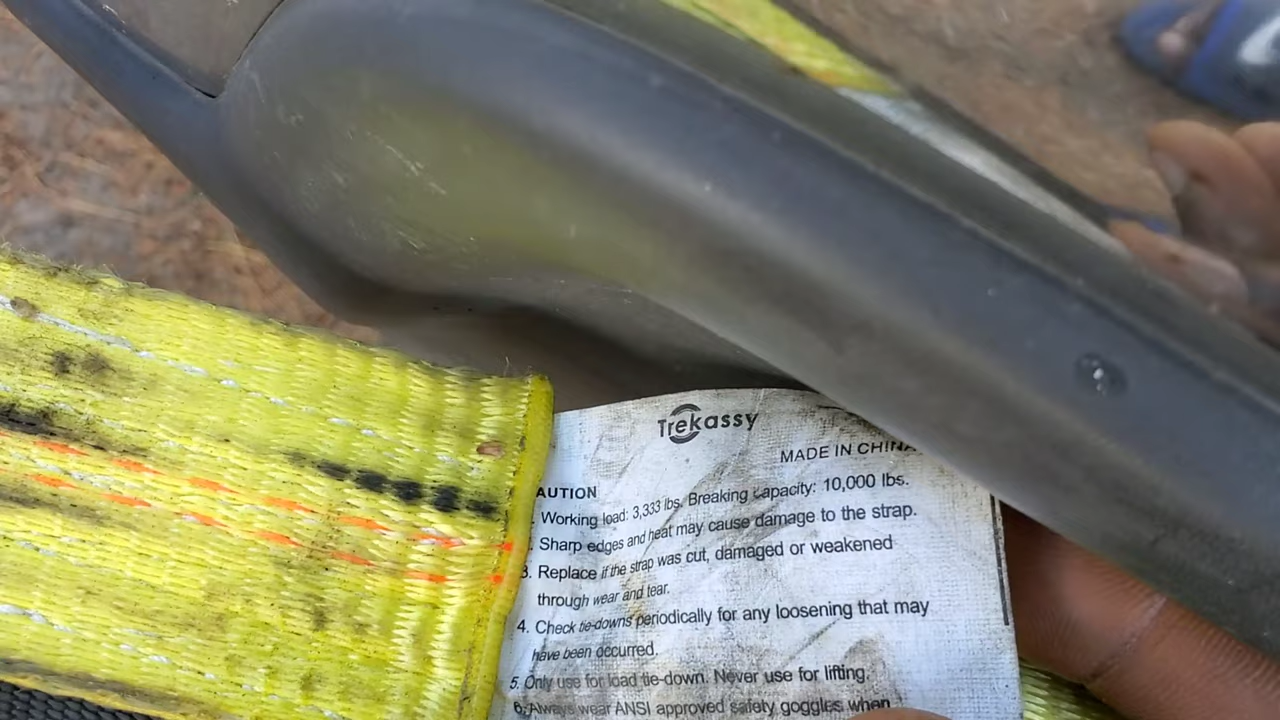 Trekassy
MADE IN CHINA
AUTION
Working load: 3,333 lbs. Breaking Capacity: 10,000 lbs.
Sharp edges and heat may cause damage to the strap.
3. Replace if the strap was cut, damaged or weakened
through wear and tear.
4. Check tie-downs periodically for any loosening that may
have been occurred.
5. Only use for load tie-down. Never use for lifting.
6. Always wear ANSI approved safety goggles when